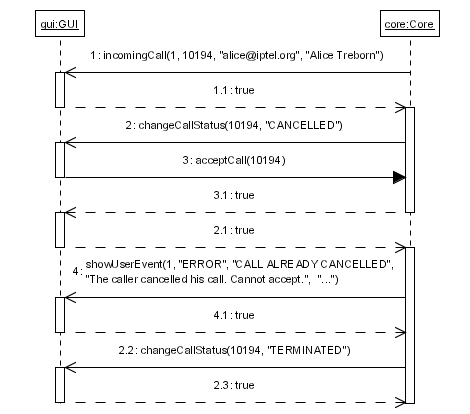 gui:GUI core:Core
1: incomingCall(1, 10194, "alice@iptel.org", "Alice Treborn")
1.1: true
2: changeCallStatus(10194, "CANCELLED")
3: acceptCall(10194)
3.1: true
2.1: true
4: showUserEvent(1, "ERROR", "CALL ALREADY CANCELLED",
"The caller cancelled his call. Cannot accept.", "...")
4.1: true
2.2: changeCallStatus(10194, "TERMINATED")
2.3: true